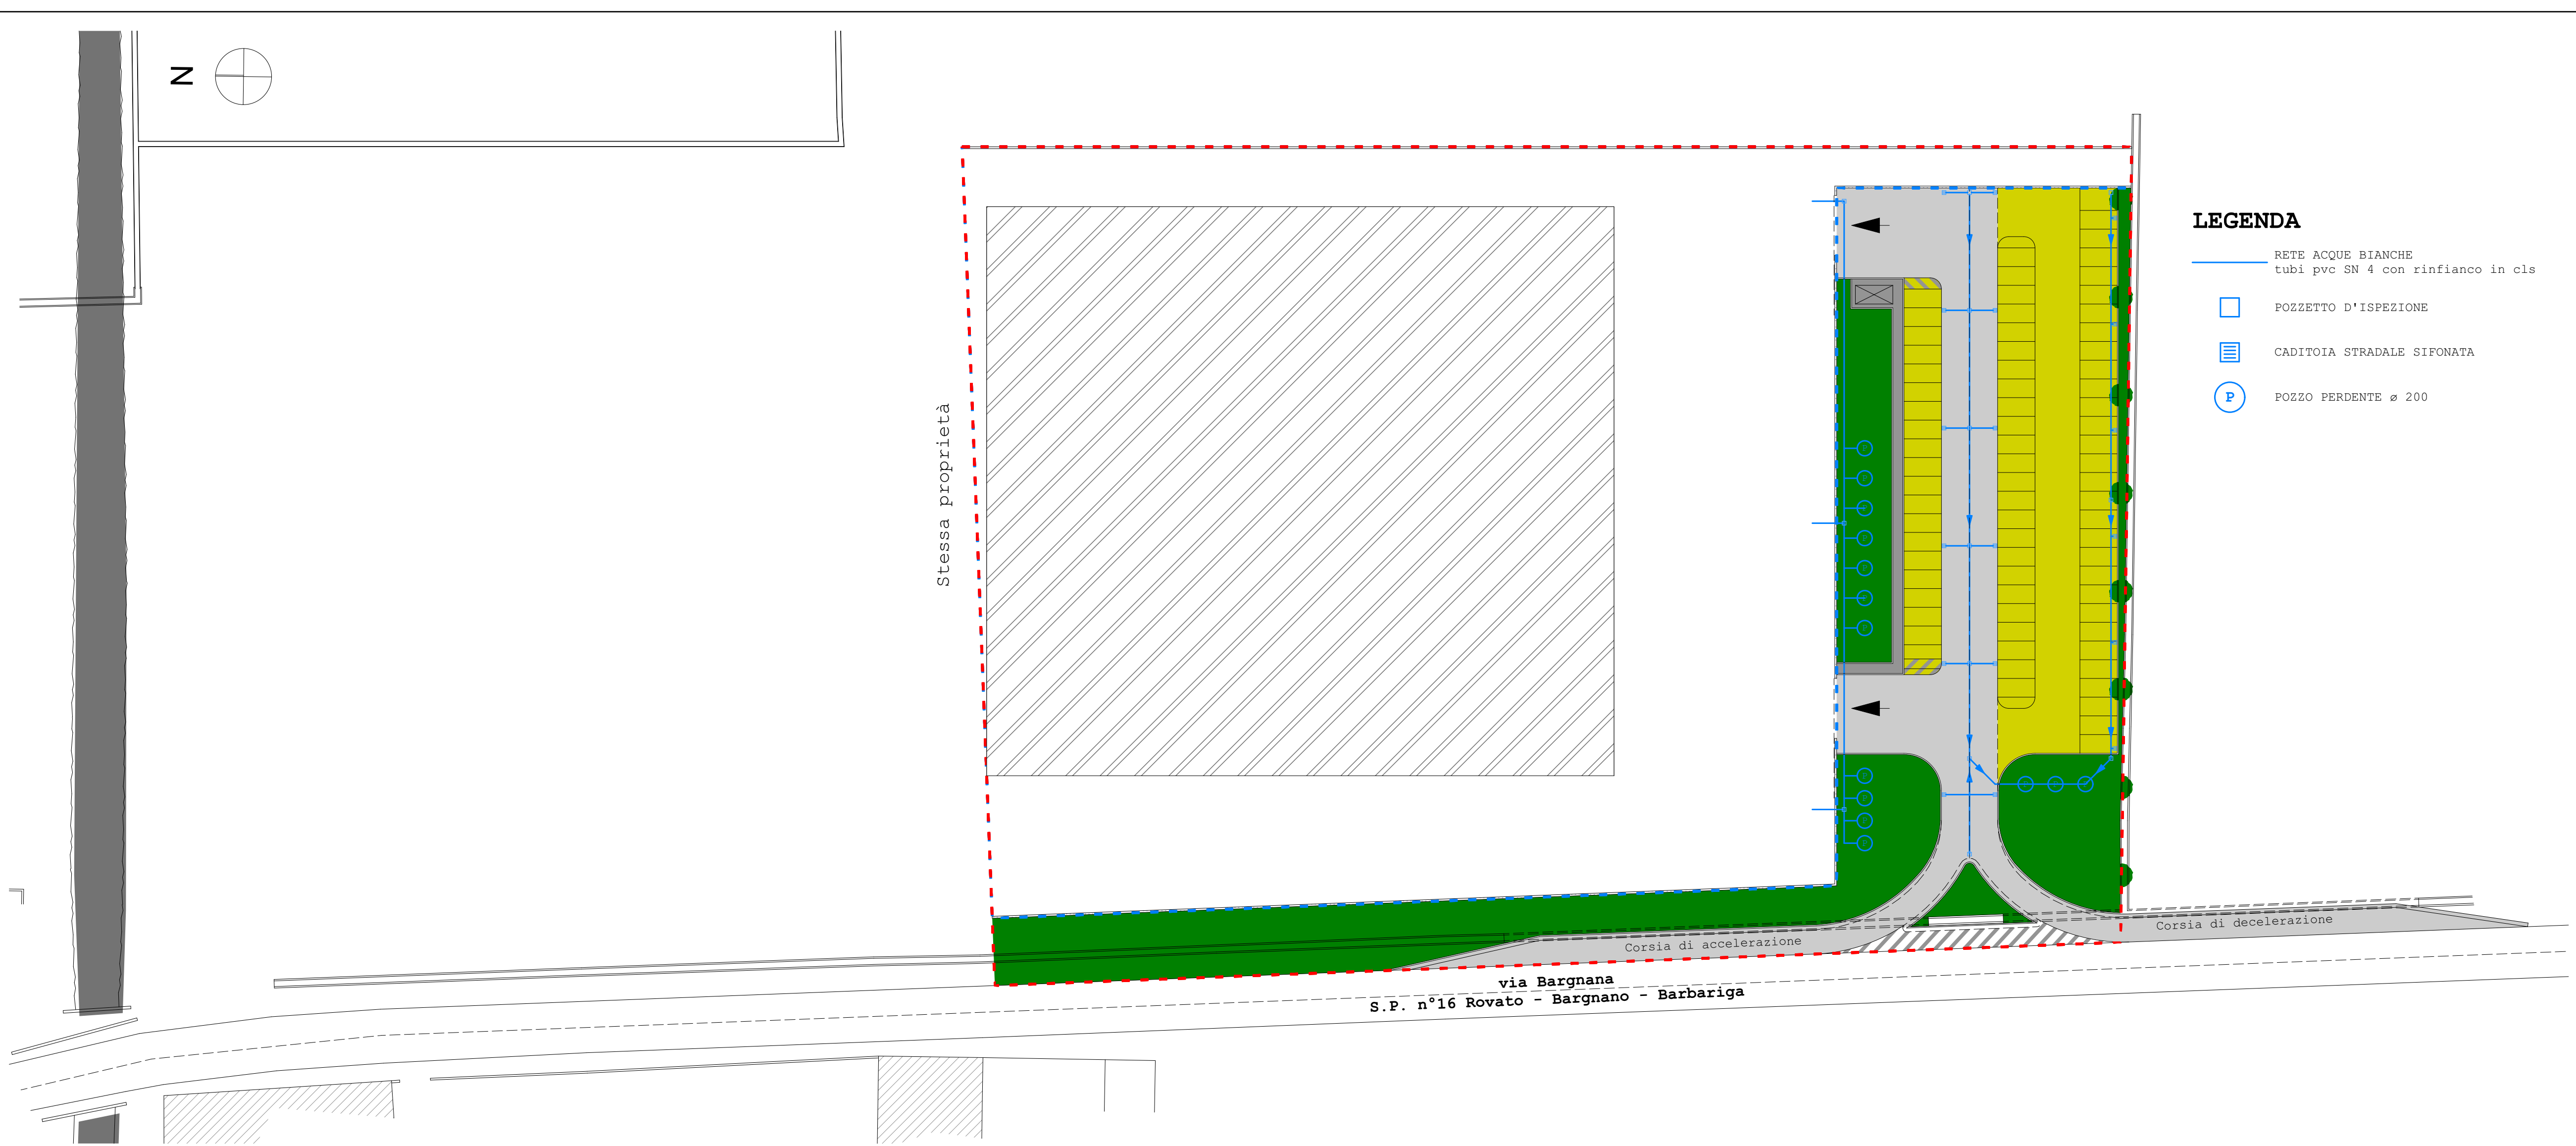 N
LEGENDA
RETE ACQUE BIANCHE
tubi pvc SN 4 con rinfianco in cls
POZZETTO D'ISPEZIONE
CADITOIA STRADALE SIFONATA
P
POZZO PERDENTE ø 200
Stessa proprietà
P
P
P
P
P
P
P
P
P
P
P
P
P
P
Corsia di accelerazione
Corsia di decelerazione
via Bargnana
S.P. n°16 Rovato - Bargnano - Barbariga